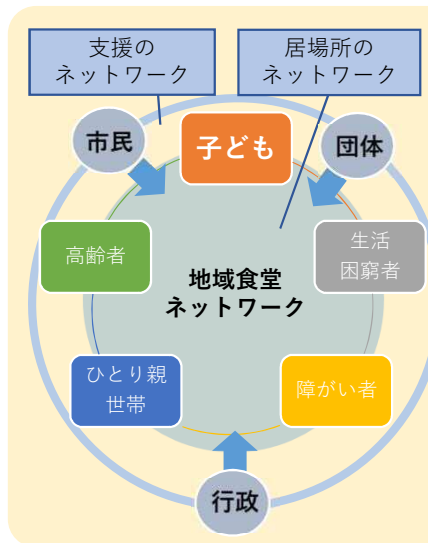 支援の
ネットワーク
居場所の
ネットワーク
市民
子ども
団体
高齢者
生活
困窮者
地域食堂
ネットワーク
ひとり親
世帯
障がい者
行政